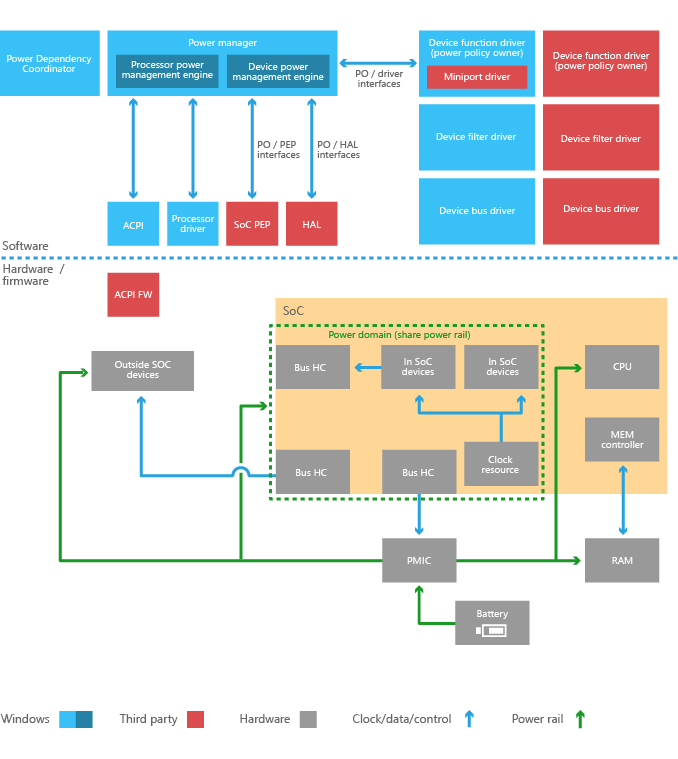 Power Dependency
Coordinator
Power manager
Processor power
management engine
Device power
management engine
PO / driver
interfaces
Device function driver
(power policy owner)
Miniport driver
Device function driver
(power policy owner)
Device filter driver
Device filter driver
PO / PEP
interfaces
PO / HAL
interfaces
Device bus driver
Device bus driver
ACPI
Processor
driver
SoC PEP
HAL
Software
Hardware /
firmware
ACPI FW
SoC
Power domain (share power rail)
Outside SOC
devices
Bus HC
In SoC
devices
In SoC
devices
CPU
MEM
controller
Bus HC
Bus HC
Clock
resource
PMIC
RAM
Battery
Windows
Third party
Hardware
Clock/data/control
Power rail